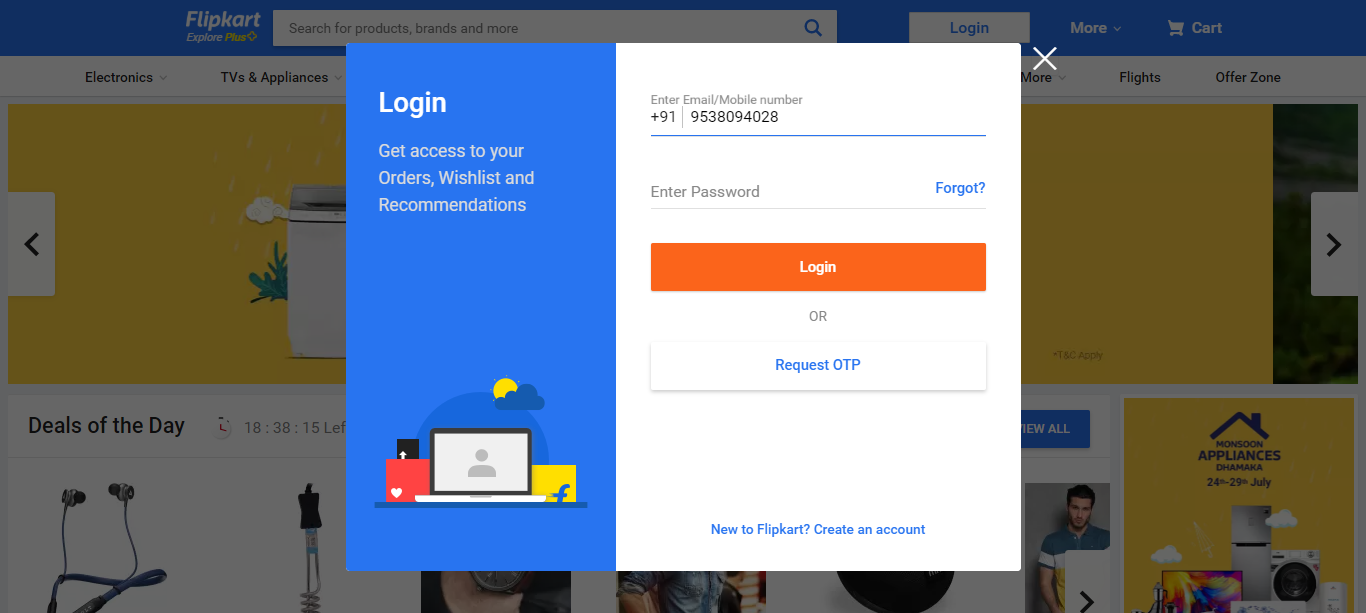 Flipkart
Explore Plus
Search for products, brands and more
Login
More
Cart
Electronics
TVs & Appliances
More
Flights
Offer Zone
Login
Get access to your
Orders, Wishlist and
Recommendations
Enter Email/Mobile number
+91 9538094028
Enter Password
Forgot?
Login
OR
Request OTP
New to Flipkart? Create an account
*T&C Apply
Deals of the Day
18 : 38 : 15 Lef
VIEW ALL
MONSOON
APPLIANCES
DHAMAKA
24th-29th July